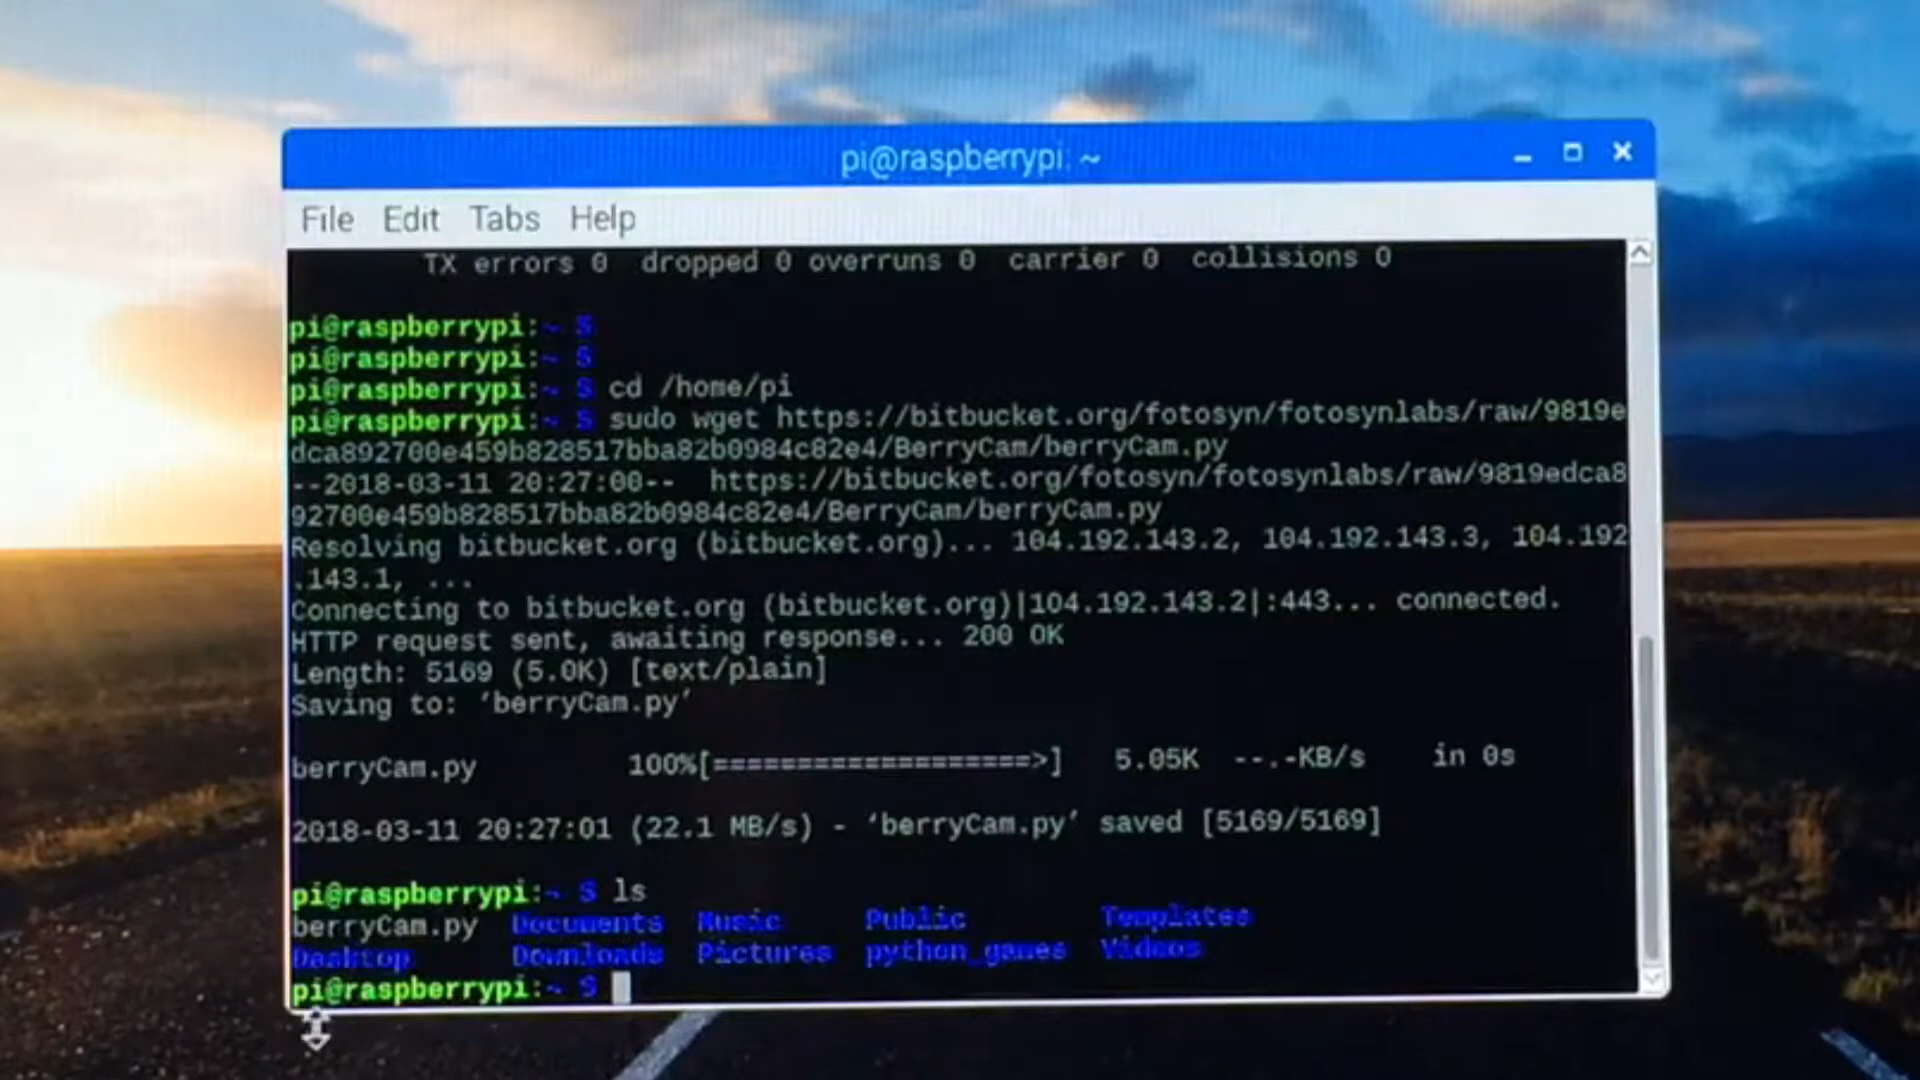 pi@raspberrypi: ~
File Edit Tabs Help
TX errors 0 dropped 0 overruns 0 carrier 0 collisions 0
pi@raspberrypi:~ $
pi@raspberrypi:~ $
pi@raspberrypi:~ $ cd /home/pi
pi@raspberrypi:~ $ sudo wget https://bitbucket.org/fotosyn/fotosynlabs/raw/9819e
dca892700e459b828517bba82b0984c82e4/BerryCam/berryCam.py
--2018-03-11 20:27:00-- https://bitbucket.org/fotosyn/fotosynlabs/raw/9819edca8
92700e459b828517bba82b0984c82e4/BerryCam/berryCam.py
Resolving bitbucket.org (bitbucket.org)... 104.192.143.2, 104.192.143.3, 104.192
.143.1, ...
Connecting to bitbucket.org (bitbucket.org)|104.192.143.2|:443... connected.
HTTP request sent, awaiting response... 200 OK
Length: 5169 (5.0K) [text/plain]
Saving to: ‘berryCam.py’
berryCam.py 100%[===================>] 5.05K --.-KB/s in 0s
2018-03-11 20:27:01 (22.1 MB/s) - ‘berryCam.py’ saved [5169/5169]
pi@raspberrypi:~ $ ls
berryCam.py Documents Music Public Templates
Desktop Downloads Pictures python_games Videos
pi@raspberrypi:~ $